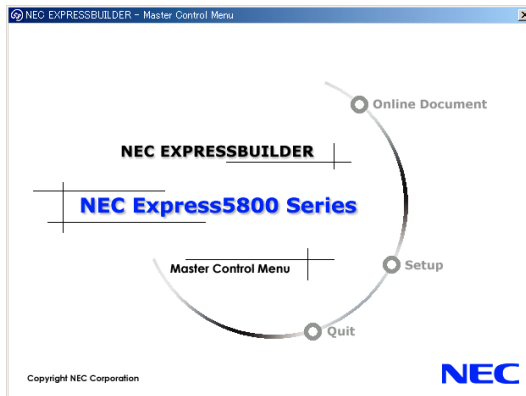 NEC EXPRESSBUILDER - Master Control Menu
Online Document
NEC EXPRESSBUILDER
NEC Express5800 Series
Master Control Menu
Setup
Quit
Copyright NEC Corporation
NEC